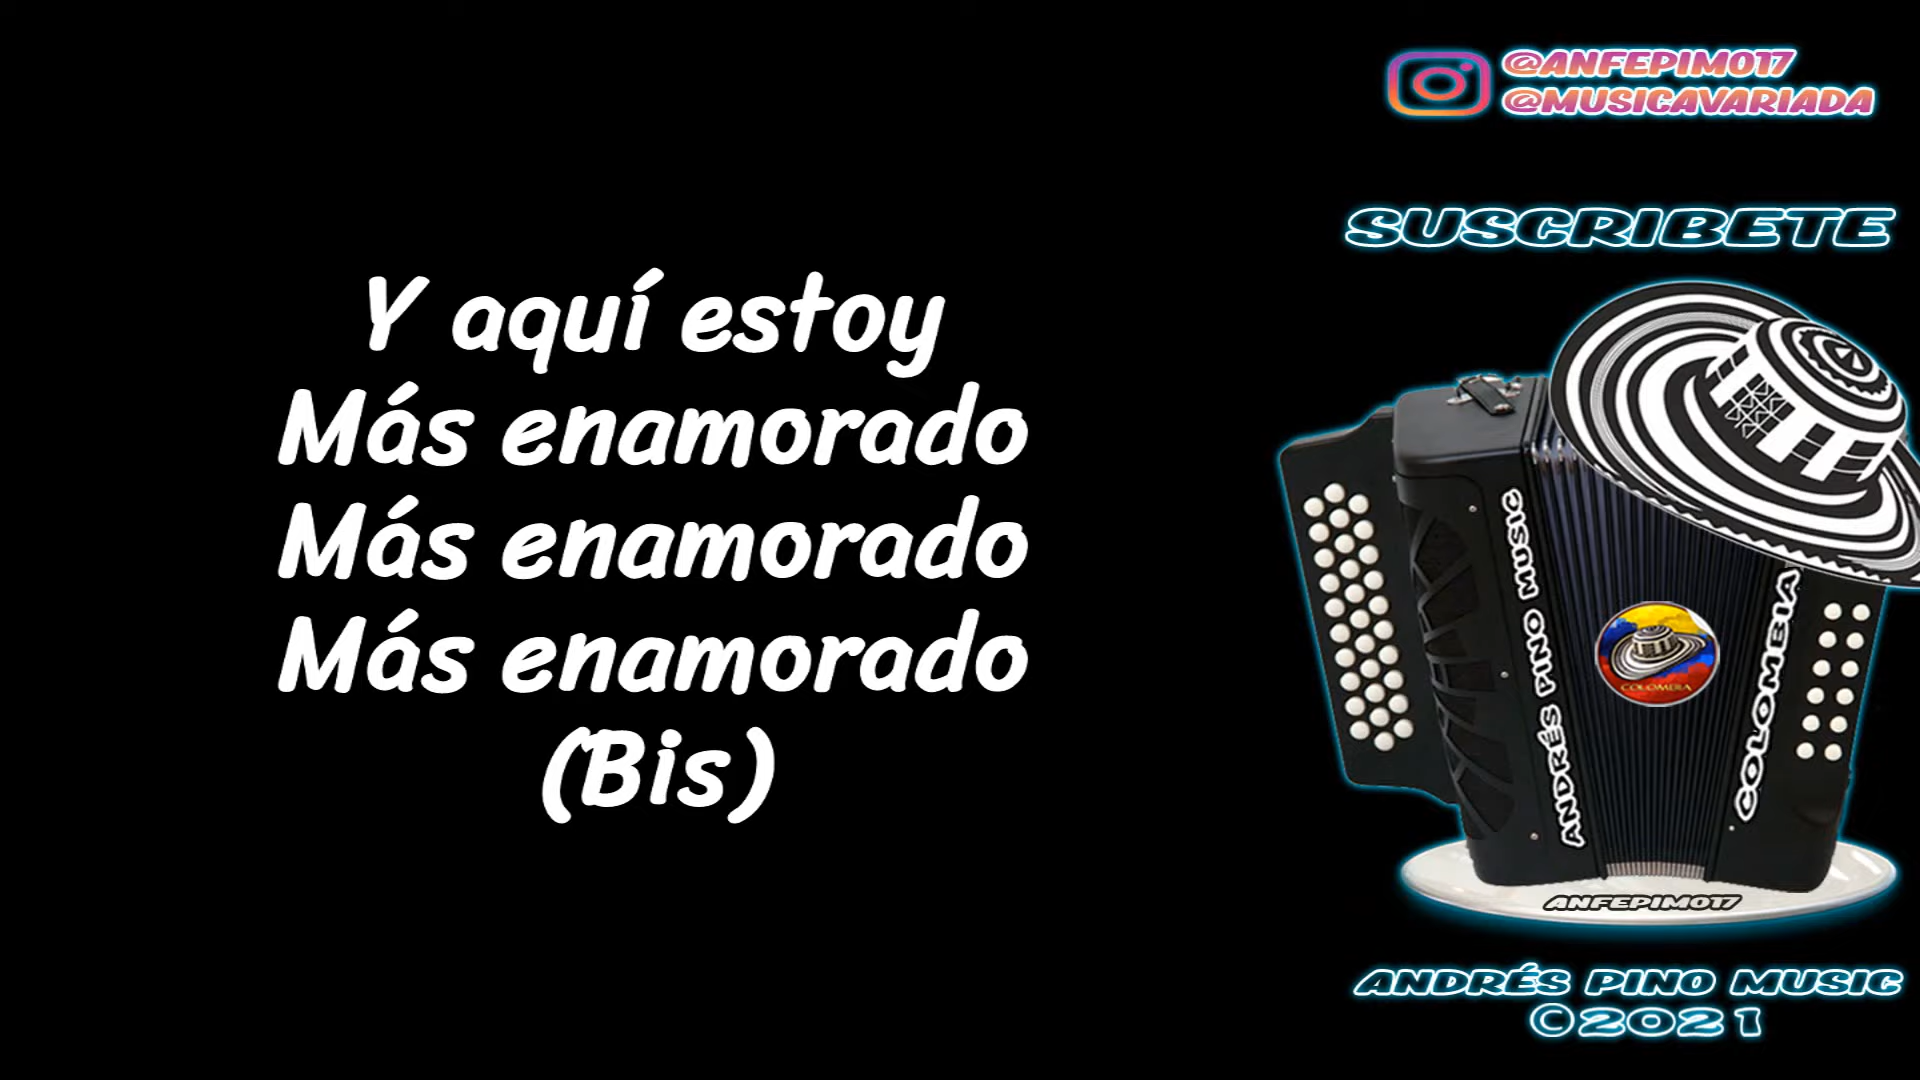 @ANFEPIMO17
@MUSICAVARIADA
SUSCRIBETE
Y aquí estoy
Más enamorado
Más enamorado
Más enamorado
(Bis)
ANDRÉS PINO MUSIC
COLOMBIA
COLOMBIA
ANFEPIMO17
ANDRÉS PINO MUSIC
©2021